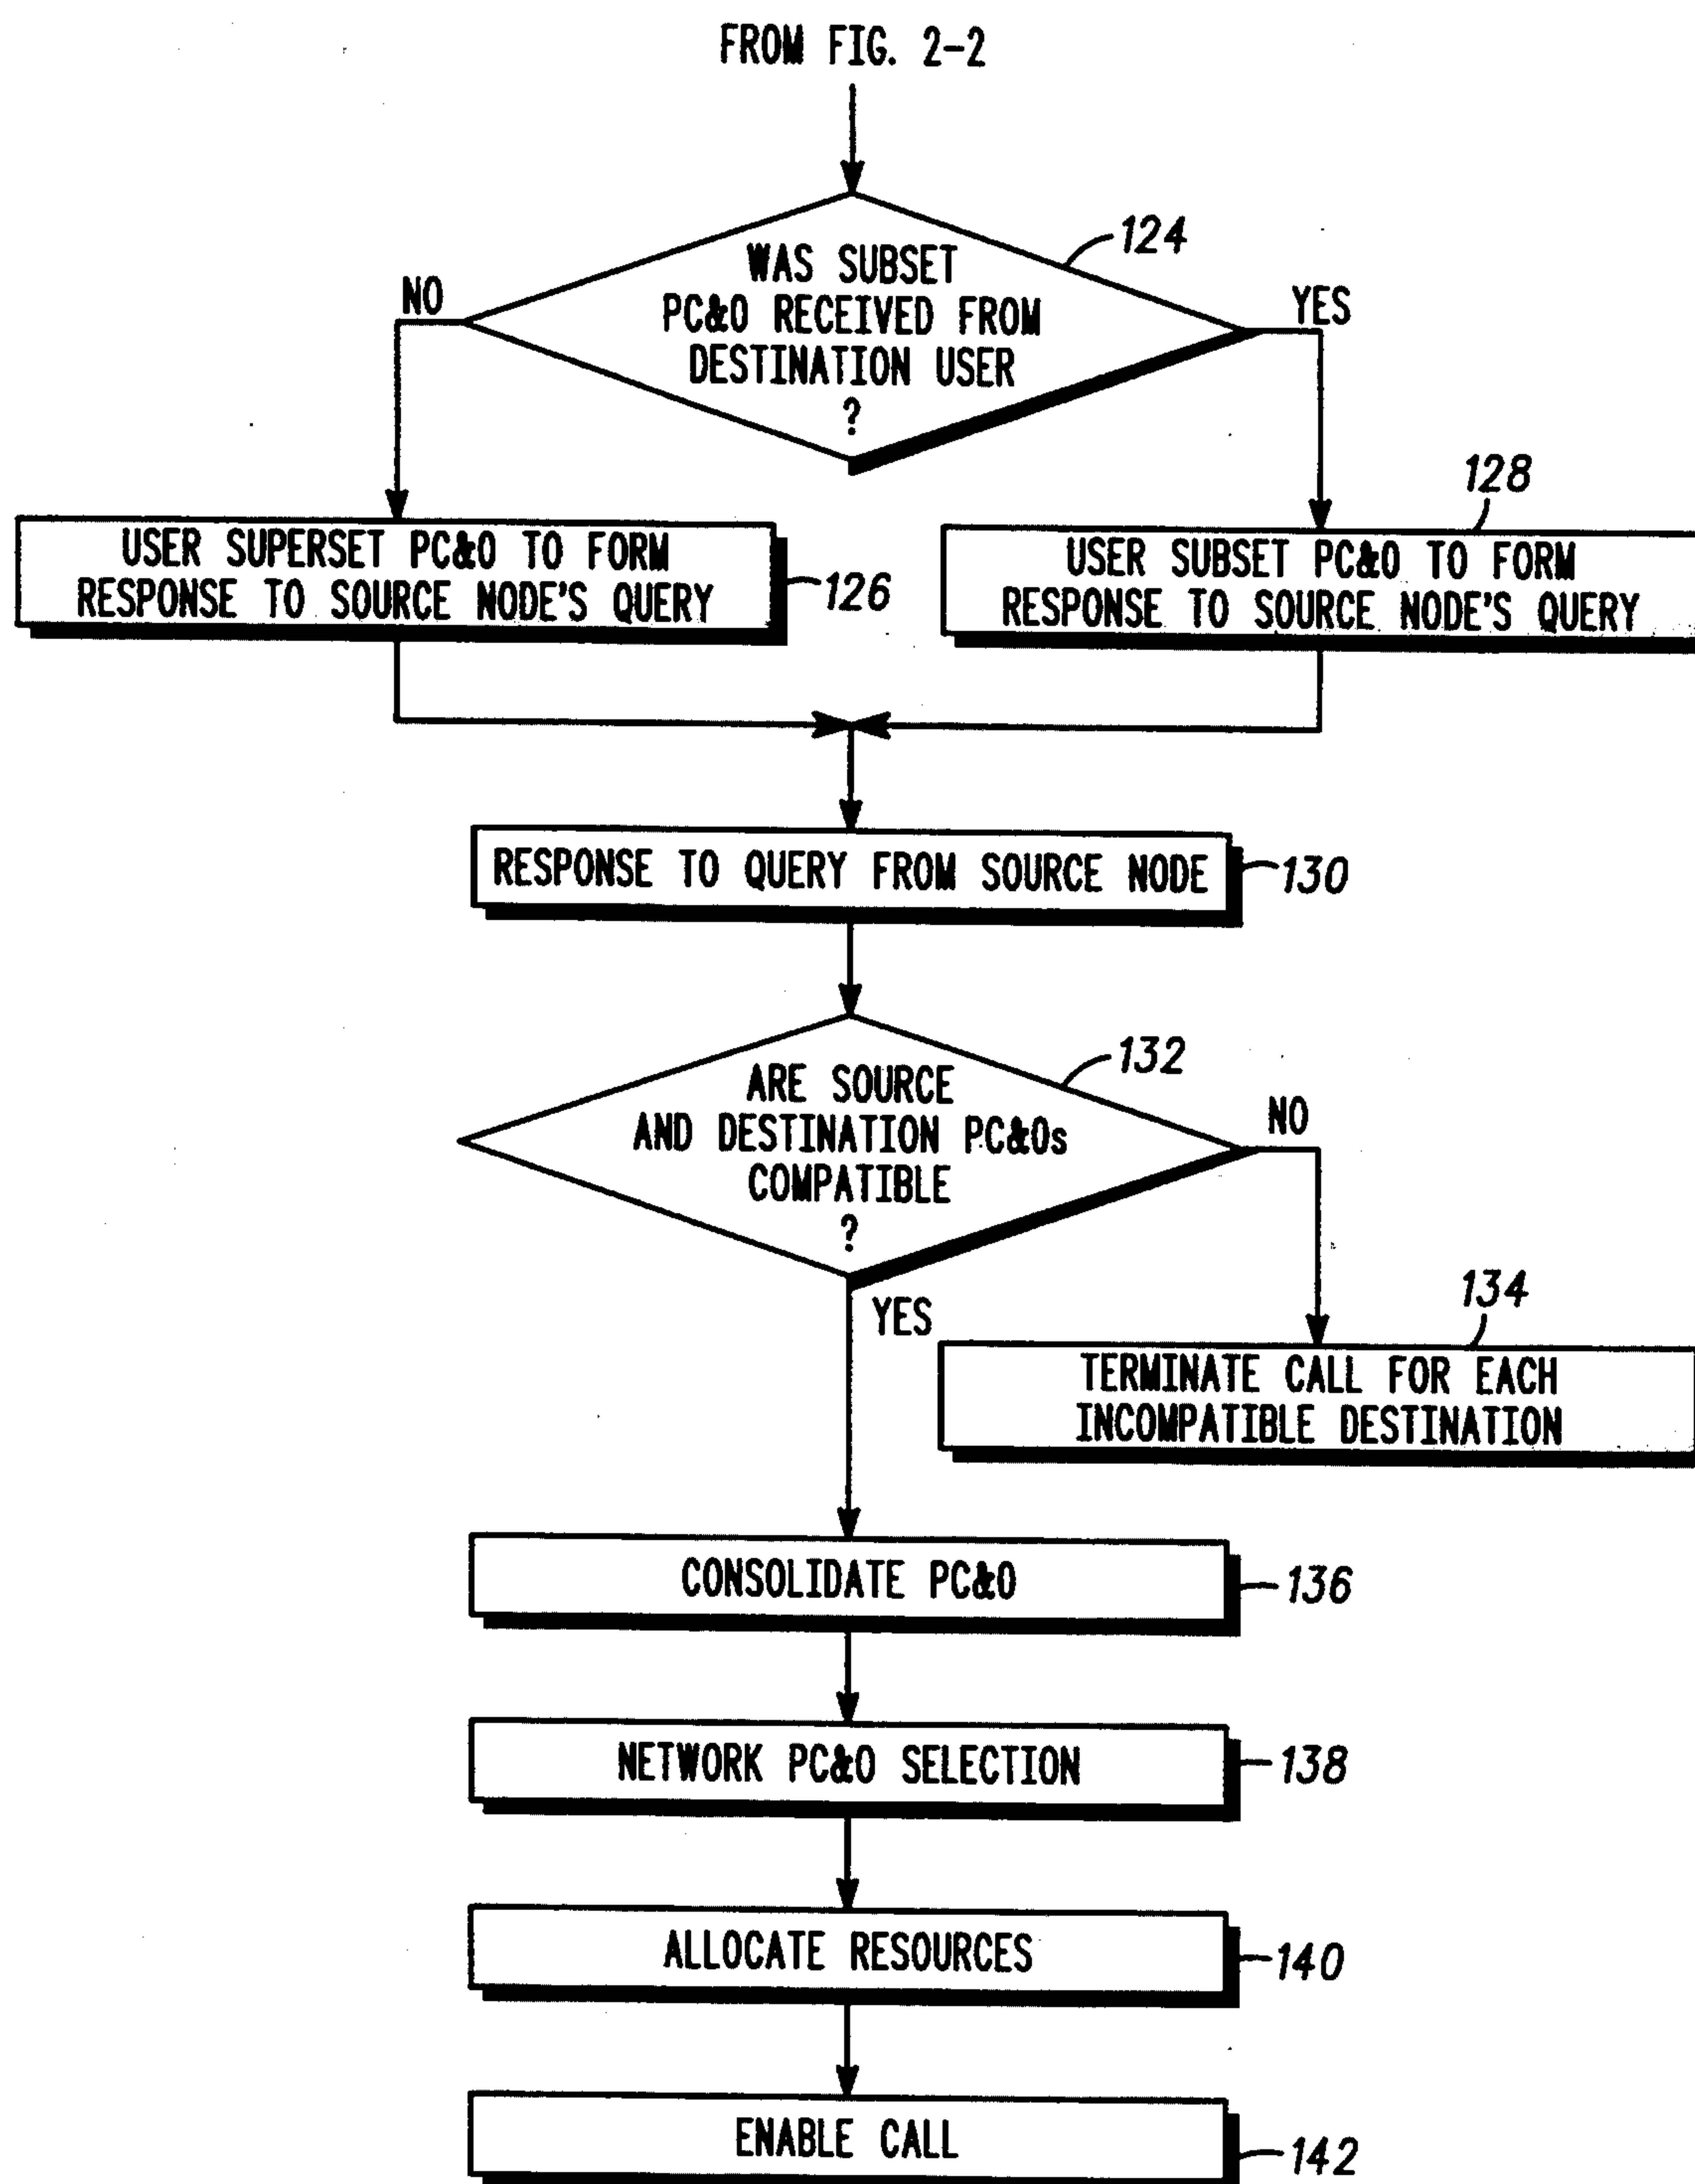 FROM FIG. 2-2
124
WAS SUBSET
PC&O RECEIVED FROM
DESTINATION USER
?
NO
YES
128
USER SUPERSET PC&O TO FORM
RESPONSE TO SOURCE NODE'S QUERY
126
USER SUBSET PC&O TO FORM
RESPONSE TO SOURCE NODE'S QUERY
RESPONSE TO QUERY FROM SOURCE NODE
130
132
ARE SOURCE
AND DESTINATION PC&Os
COMPATIBLE
?
NO
YES
134
TERMINATE CALL FOR EACH
INCOMPATIBLE DESTINATION
CONSOLIDATE PC&O
136
NETWORK PC&O SELECTION
138
ALLOCATE RESOURCES
140
ENABLE CALL
142